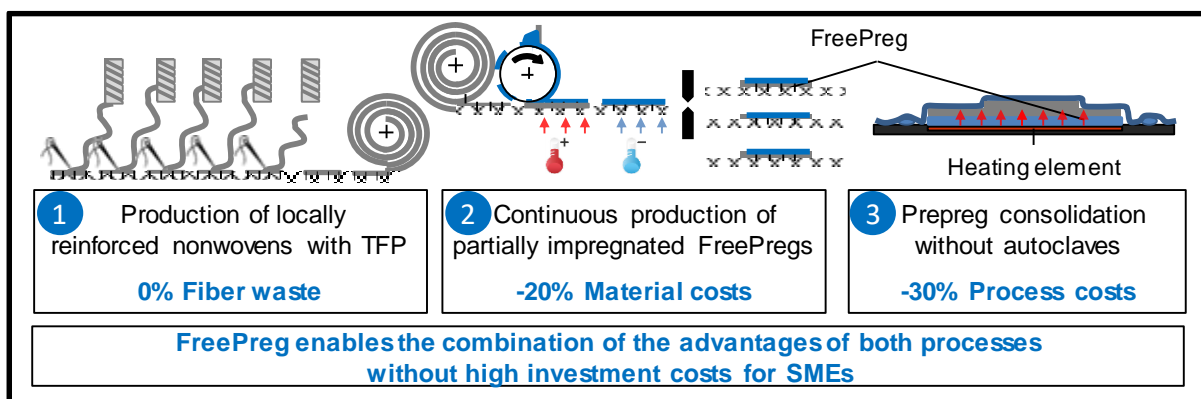 FreePreg
+
+
+
+
–
Heating element
1
Production of locally
reinforced nonwovens with TFP
0% Fiber waste
2
Continuous production of
partially impregnated FreePregs
-20% Material costs
3
Prepreg consolidation
without autoclaves
-30% Process costs
FreePreg enables the combination of the advantages of both processes
without high investment costs for SMEs